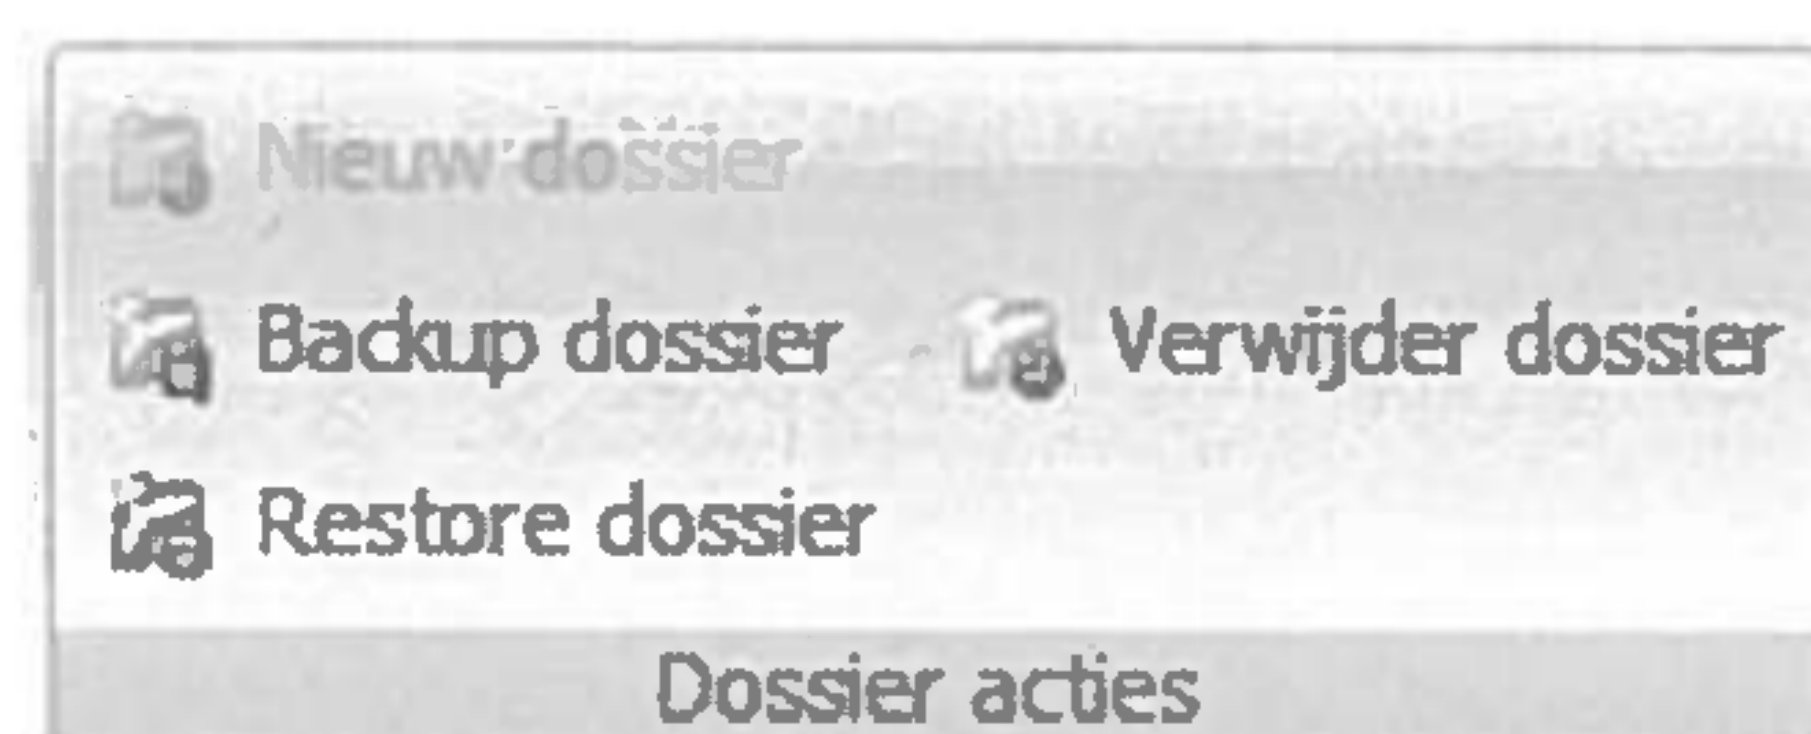 Nieuw dossier
Backup dossier Verwijder dossier
Restore dossier
Dossier acties